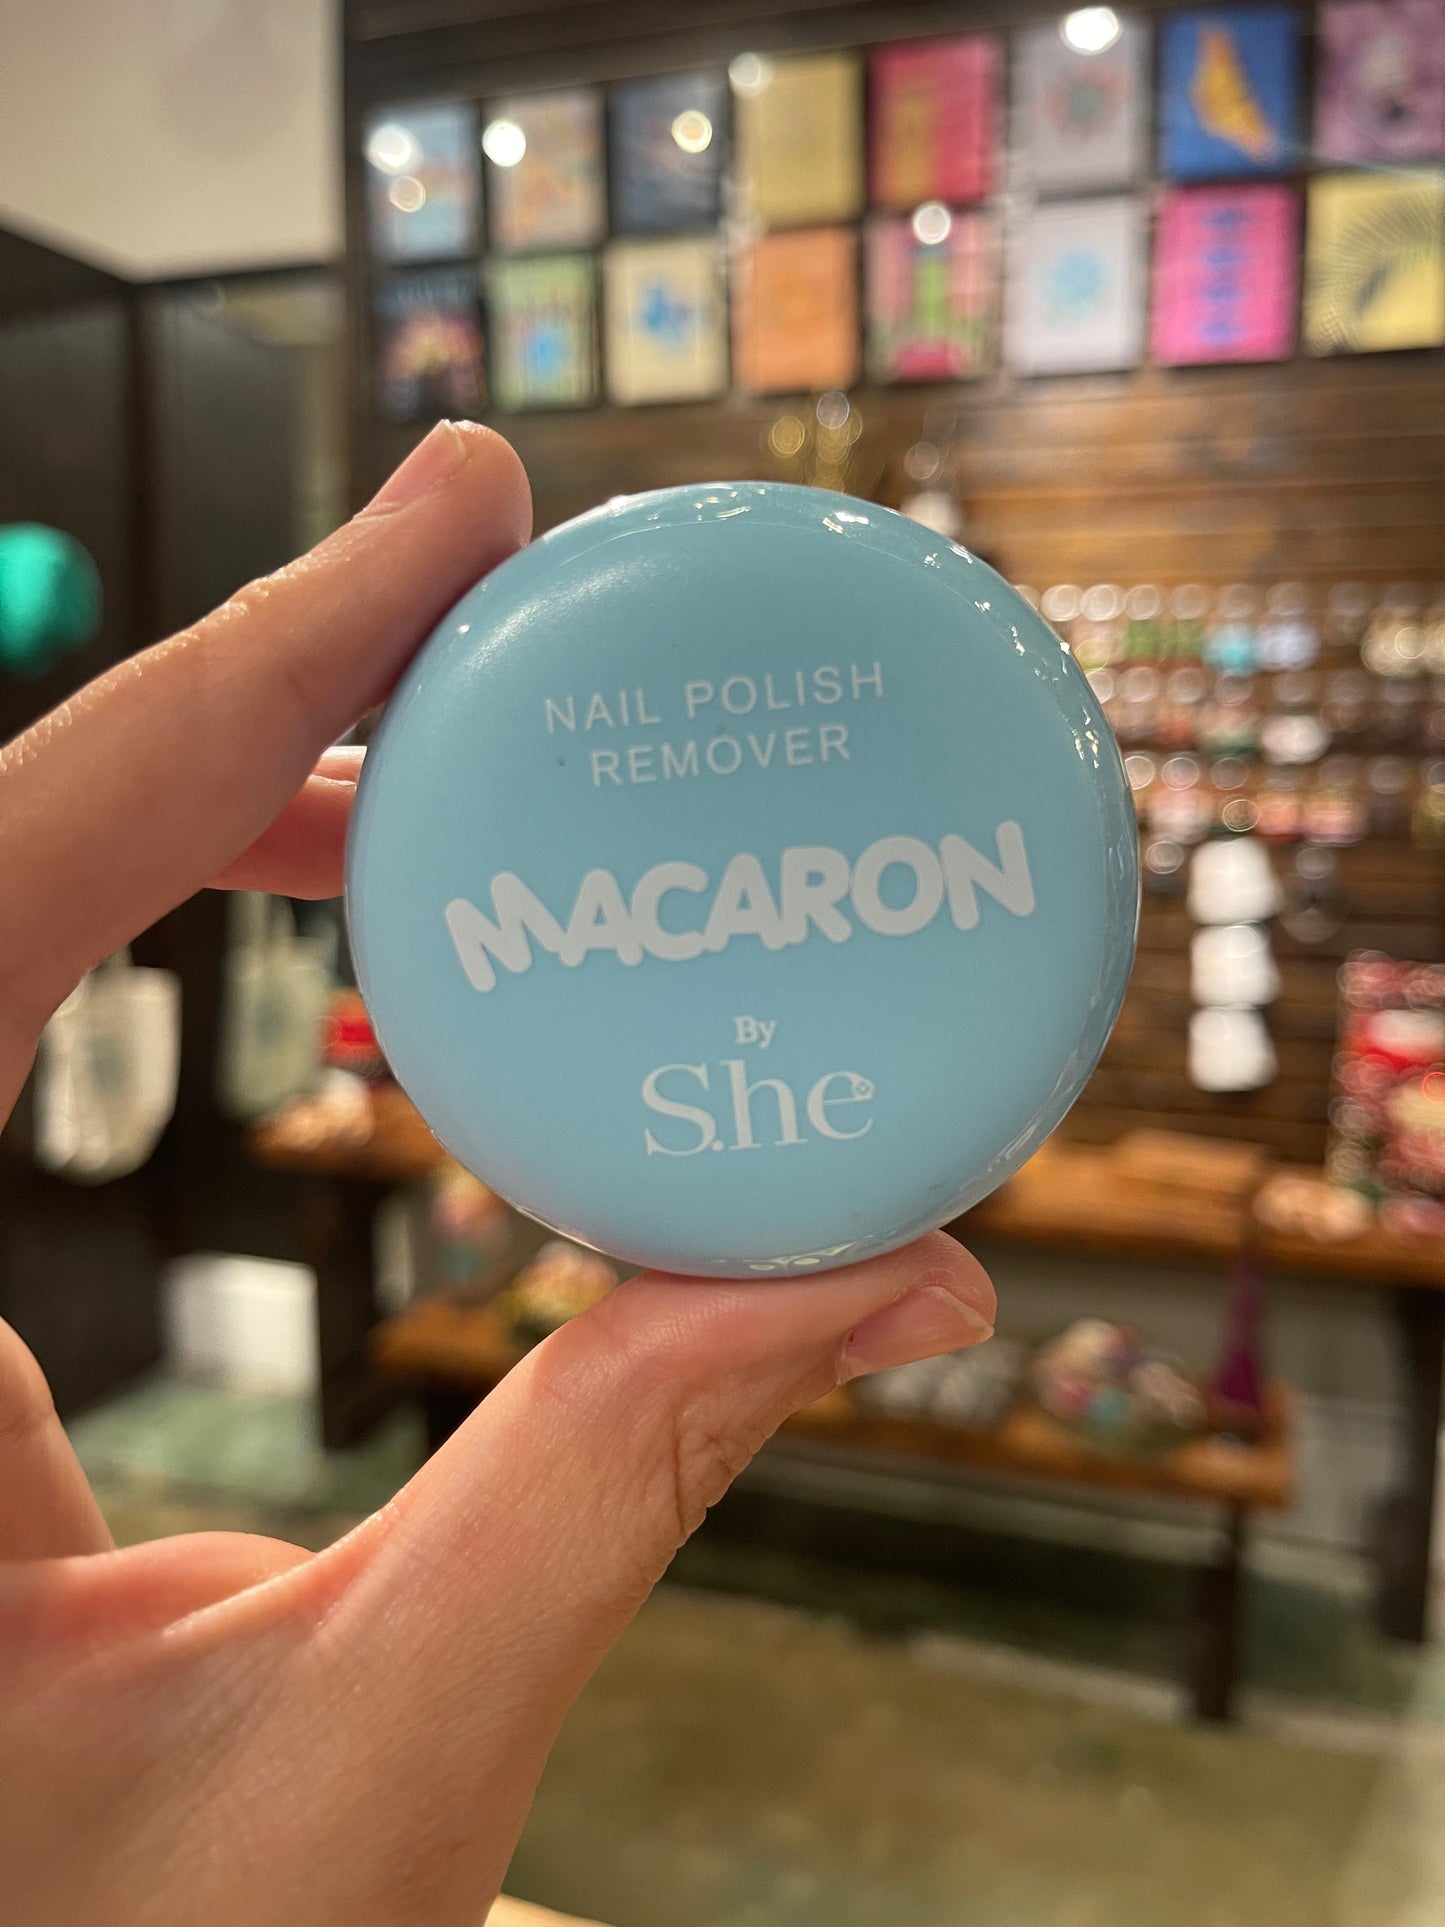 NAIL POLISH
REMOVER
MACARON
By
S.he